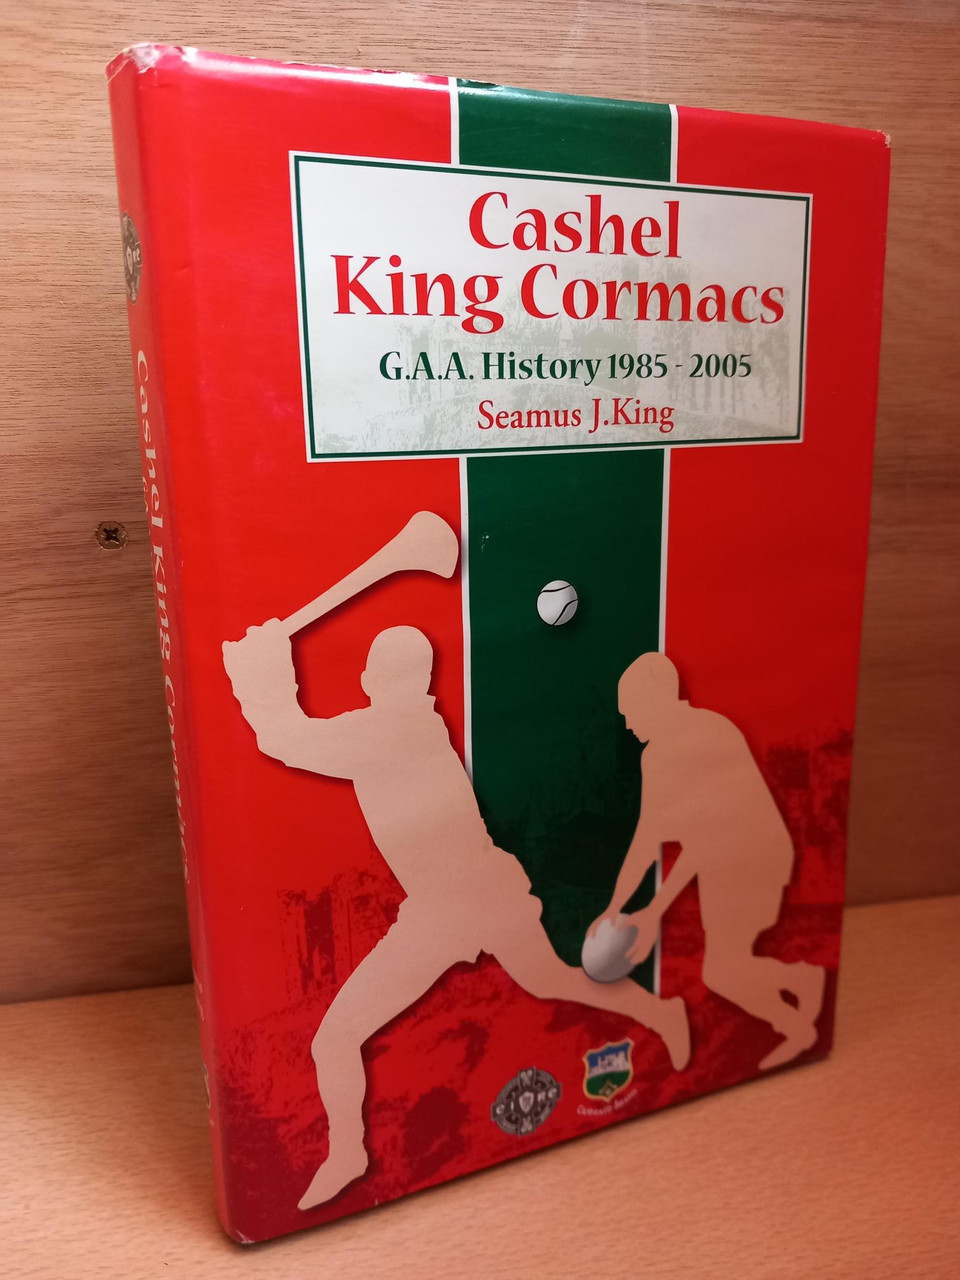 Cashel
King Cormacs
G.A.A. History 1985 - 2005
Seamus J.King
Cashel King Cormacs